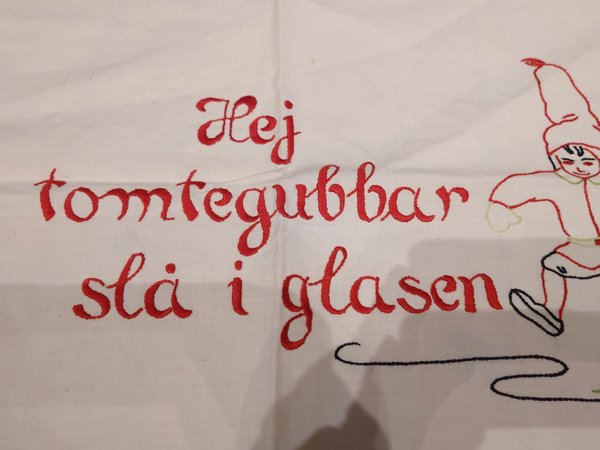 Hej
tomtegubbar
slå i glasen